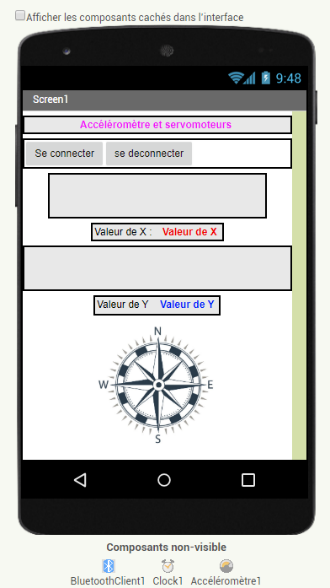 Afficher les composants cachés dans l'interface
9:48
Screen1
Accéléromètre et servomoteurs
Se connecter se deconnecter
Valeur de X : Valeur de X
Valeur de Y Valeur de Y
N
W E
S
Composants non-visible
BluetoothClient1 Clock1 Accéléromètre1